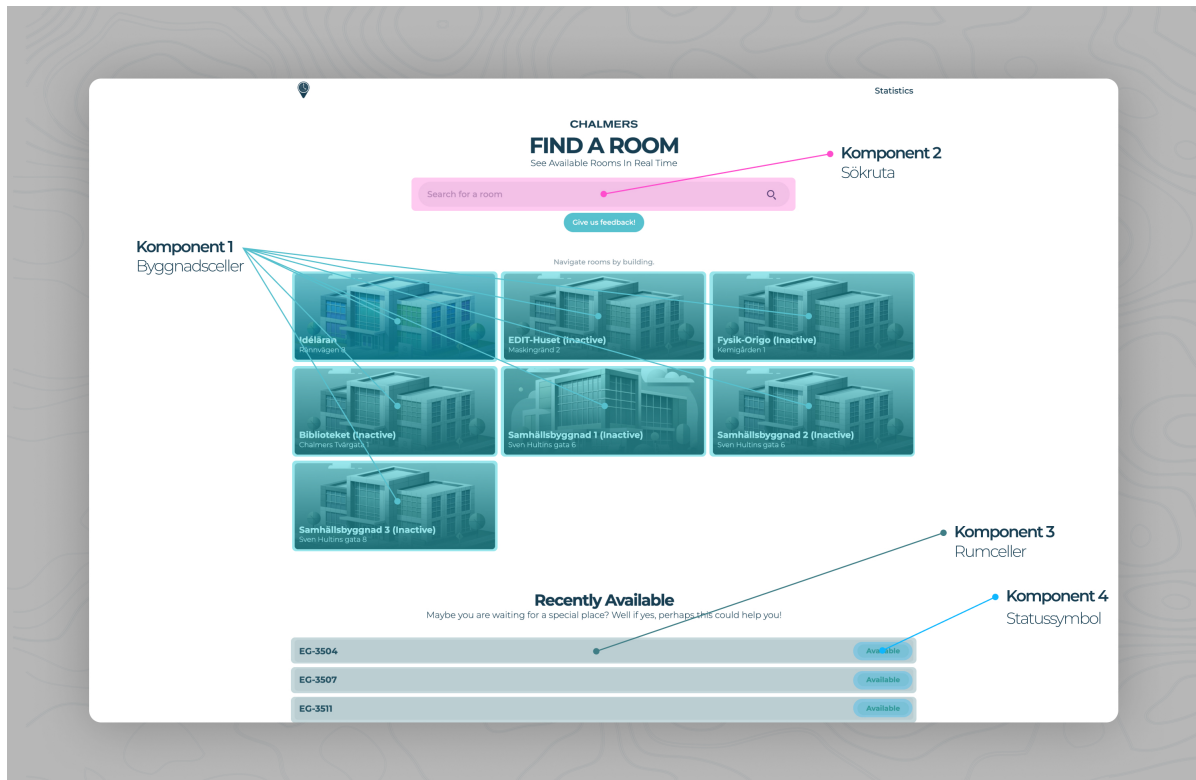 Statistics
CHALMERS
FIND A ROOM
See Available Rooms In Real Time
Komponent 2
Sökruta
Search for a room
Give us feedback!
Komponent 1
Byggnadsceller
Navigate rooms by building.
Idéläran
Rännvägen 9
EDIT-Huset (Inactive)
Maskingränd 2
Fysik-Origo (Inactive)
Kemigården 1
Biblioteket (Inactive)
Chalmers Tvärgata 1
Samhällsbyggnad 1 (Inactive)
Sven Hultins gata 6
Samhällsbyggnad 2 (Inactive)
Sven Hultins gata 6
Samhällsbyggnad 3 (Inactive)
Sven Hultins gata 8
Komponent 3
Rumceller
Recently Available
Maybe you are waiting for a special place? Well if yes, perhaps this could help you!
Komponent 4
Statussymbol
EG-3504
Available
EG-3507
Available
EG-3511
Available